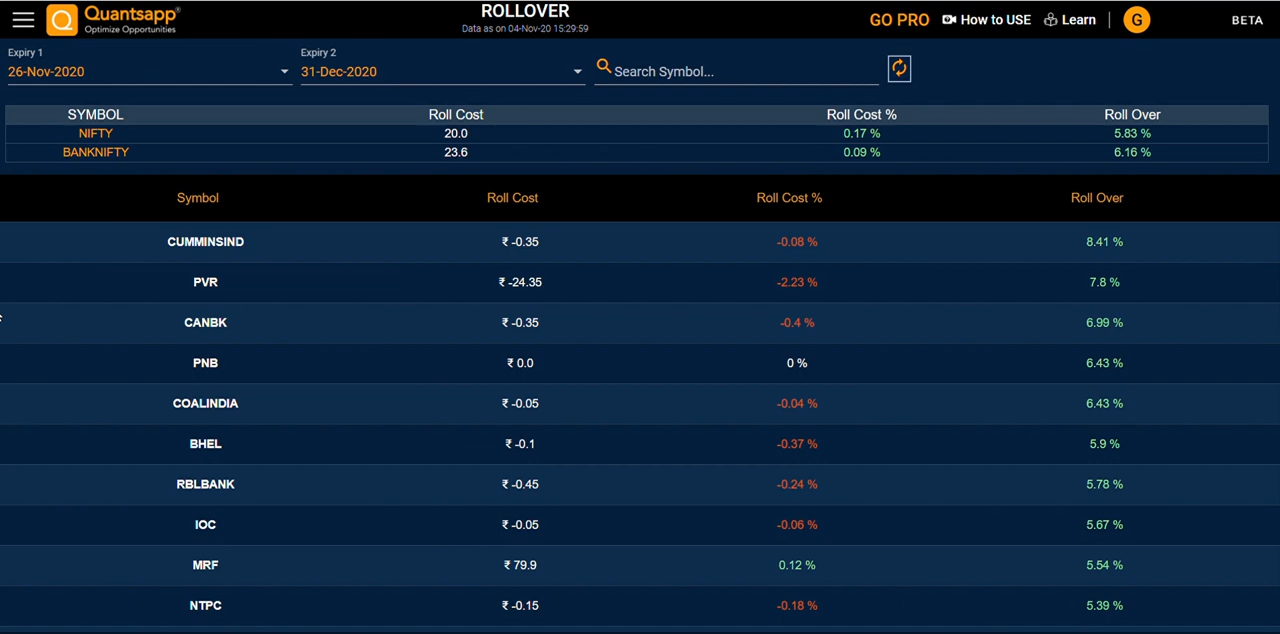 Quantsapp®
Optimize Opportunities
ROLLOVER
Data as on 04-Nov-20 15:29:59
GO PRO How to USE Learn G BETA
Expiry 1 Expiry 2
26-Nov-2020 31-Dec-2020 Search Symbol...
SYMBOL Roll Cost Roll Cost % Roll Over
NIFTY 20.0 0.17 % 5.83 %
BANKNIFTY 23.6 0.09 % 6.16 %
Symbol Roll Cost Roll Cost % Roll Over
CUMMINSIND ₹ -0.35 -0.08 % 8.41 %
PVR ₹ -24.35 -2.23 % 7.8 %
CANBK ₹ -0.35 -0.4 % 6.99 %
PNB ₹ 0.0 0 % 6.43 %
COALINDIA ₹ -0.05 -0.04 % 6.43 %
BHEL ₹ -0.1 -0.37 % 5.9 %
RBLBANK ₹ -0.45 -0.24 % 5.78 %
IOC ₹ -0.05 -0.06 % 5.67 %
MRF ₹ 79.9 0.12 % 5.54 %
NTPC ₹ -0.15 -0.18 % 5.39 %